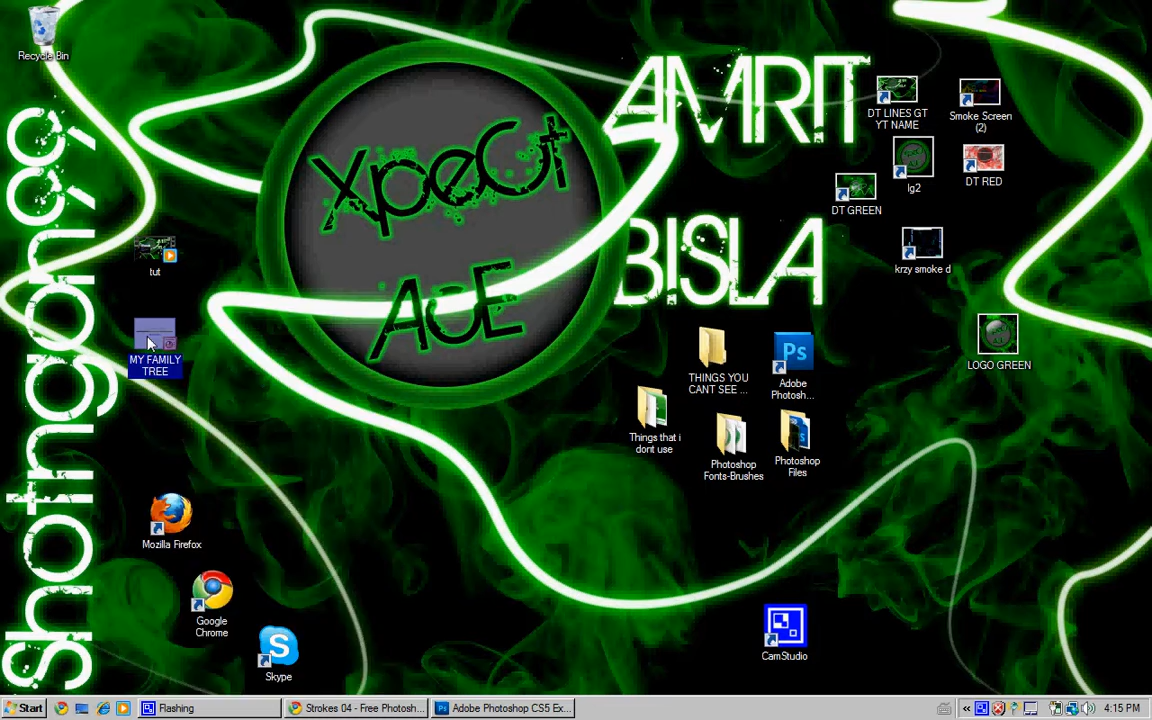 Recycle Bin
Shotingon99
Xpect
AcE
AMRIT
BISLA
DT LINES GT
YT NAME
Smoke Screen
(2)
lg2
DT RED
DT GREEN
krzy smoke d
LOGO GREEN
tut
MY FAMILY
TREE
THINGS YOU
CANT SEE ...
Ps
Adobe
Photosh...
Things that i
dont use
Photoshop
Fonts-Brushes
Photoshop
Files
Mozilla Firefox
Google
Chrome
S
Skype
CamStudio
Start
Flashing
Strokes 04 - Free Photosh...
Ps
Adobe Photoshop CS5 Ex...
«
4:15 PM